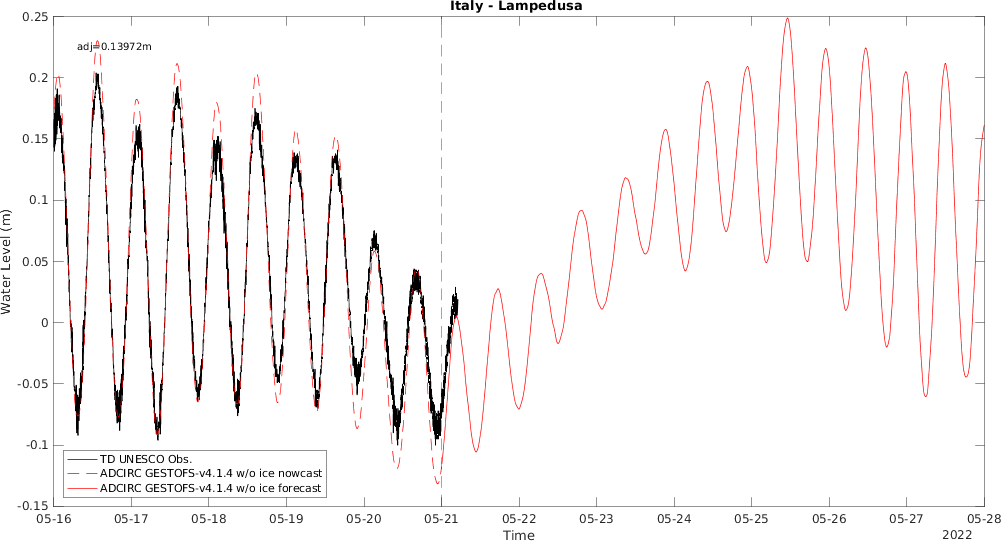 Italy - Lampedusa
adj=0.13972m
Water Level (m)
0.25
0.2
0.15
0.1
0.05
0
-0.05
-0.1
-0.15
TD UNESCO Obs.
ADCIRC GESTOFS-v4.1.4 w/o ice nowcast
ADCIRC GESTOFS-v4.1.4 w/o ice forecast
05-16 05-17 05-18 05-19 05-20 05-21 05-22 05-23 05-24 05-25 05-26 05-27 05-28
Time
2022